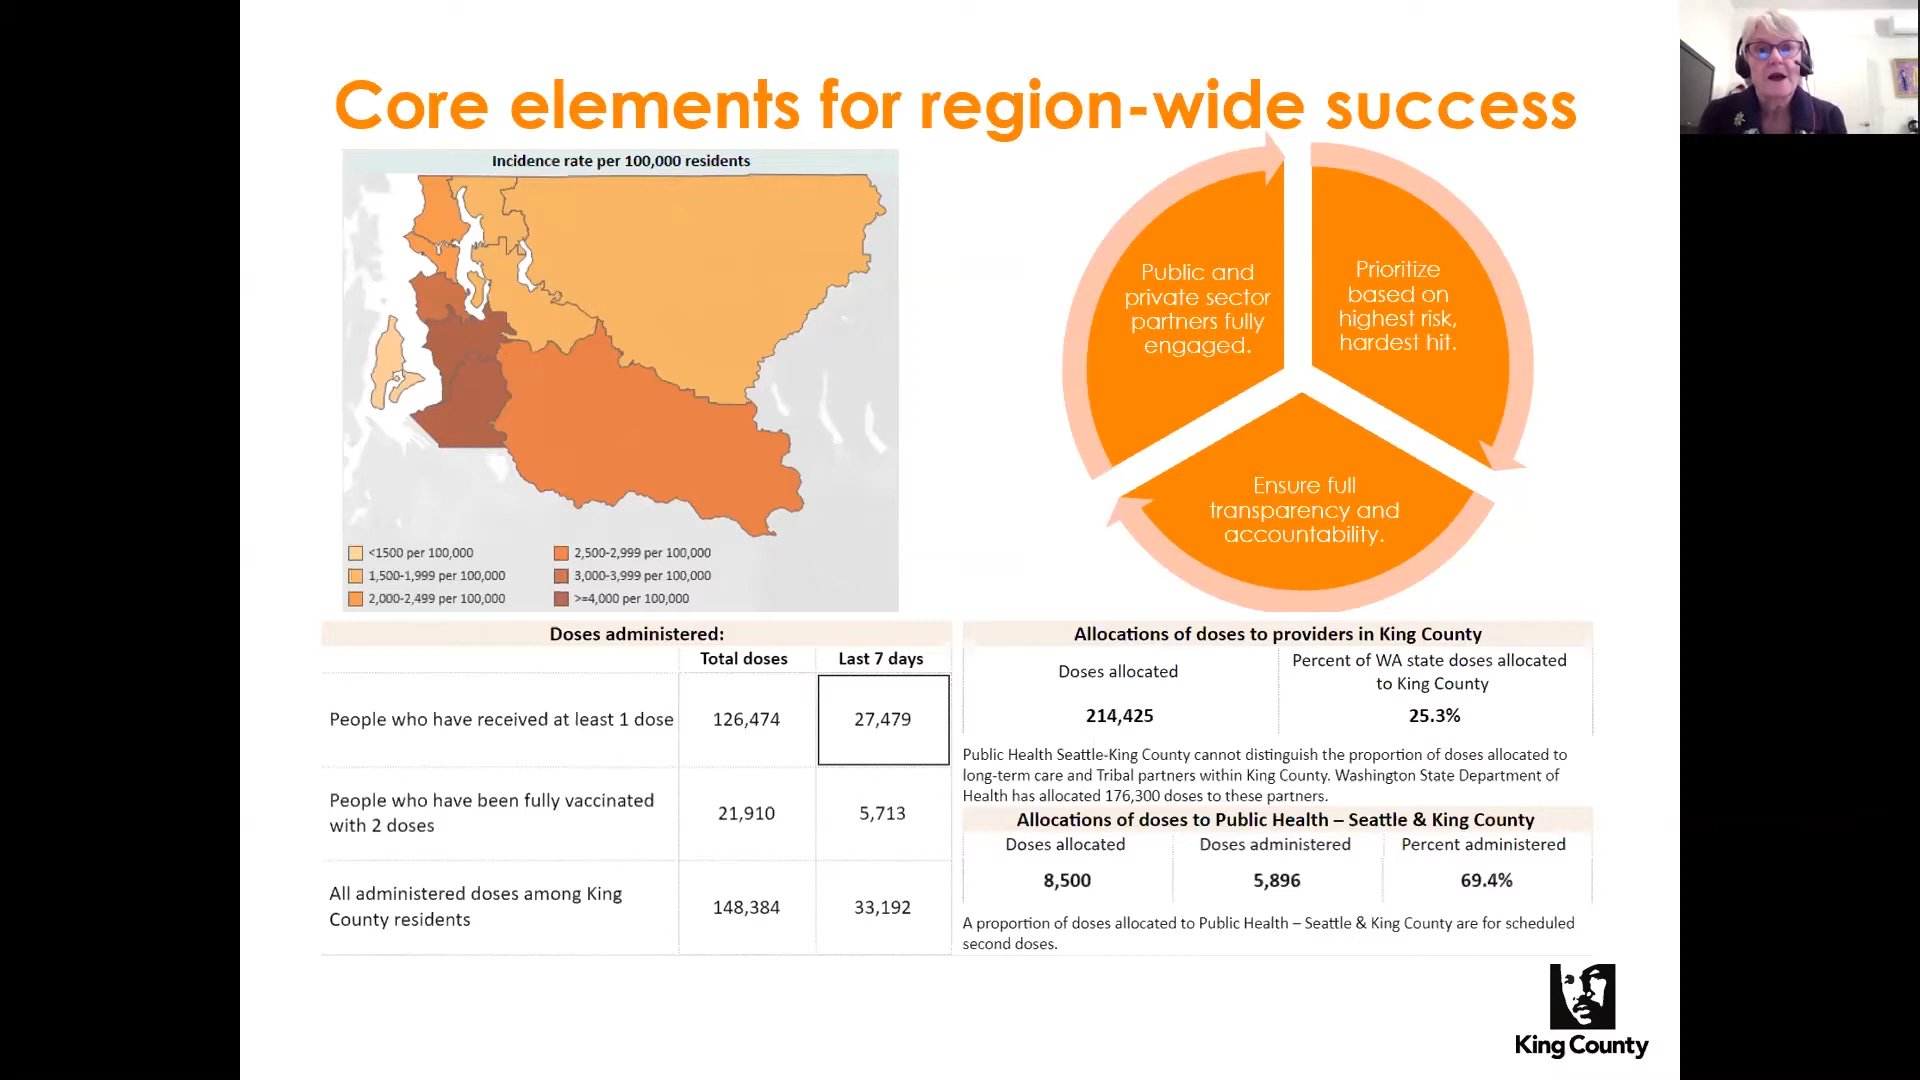 Core elements for region-wide success
Incidence rate per 100,000 residents
<1500 per 100,000
1,500-1,999 per 100,000
2,000-2,499 per 100,000
2,500-2,999 per 100,000
3,000-3,999 per 100,000
>=4,000 per 100,000
Public and
private sector
partners fully
engaged.
Prioritize
based on
highest risk,
hardest hit.
Ensure full
transparency and
accountability.
Doses administered:
Total doses
Last 7 days
People who have received at least 1 dose
126,474
27,479
People who have been fully vaccinated
with 2 doses
21,910
5,713
All administered doses among King
County residents
148,384
33,192
Allocations of doses to providers in King County
Doses allocated
Percent of WA state doses allocated
to King County
214,425
25.3%
Public Health Seattle-King County cannot distinguish the proportion of doses allocated to
long-term care and Tribal partners within King County. Washington State Department of
Health has allocated 176,300 doses to these partners.
Allocations of doses to Public Health – Seattle & King County
Doses allocated
Doses administered
Percent administered
8,500
5,896
69.4%
A proportion of doses allocated to Public Health – Seattle & King County are for scheduled
second doses.
King County